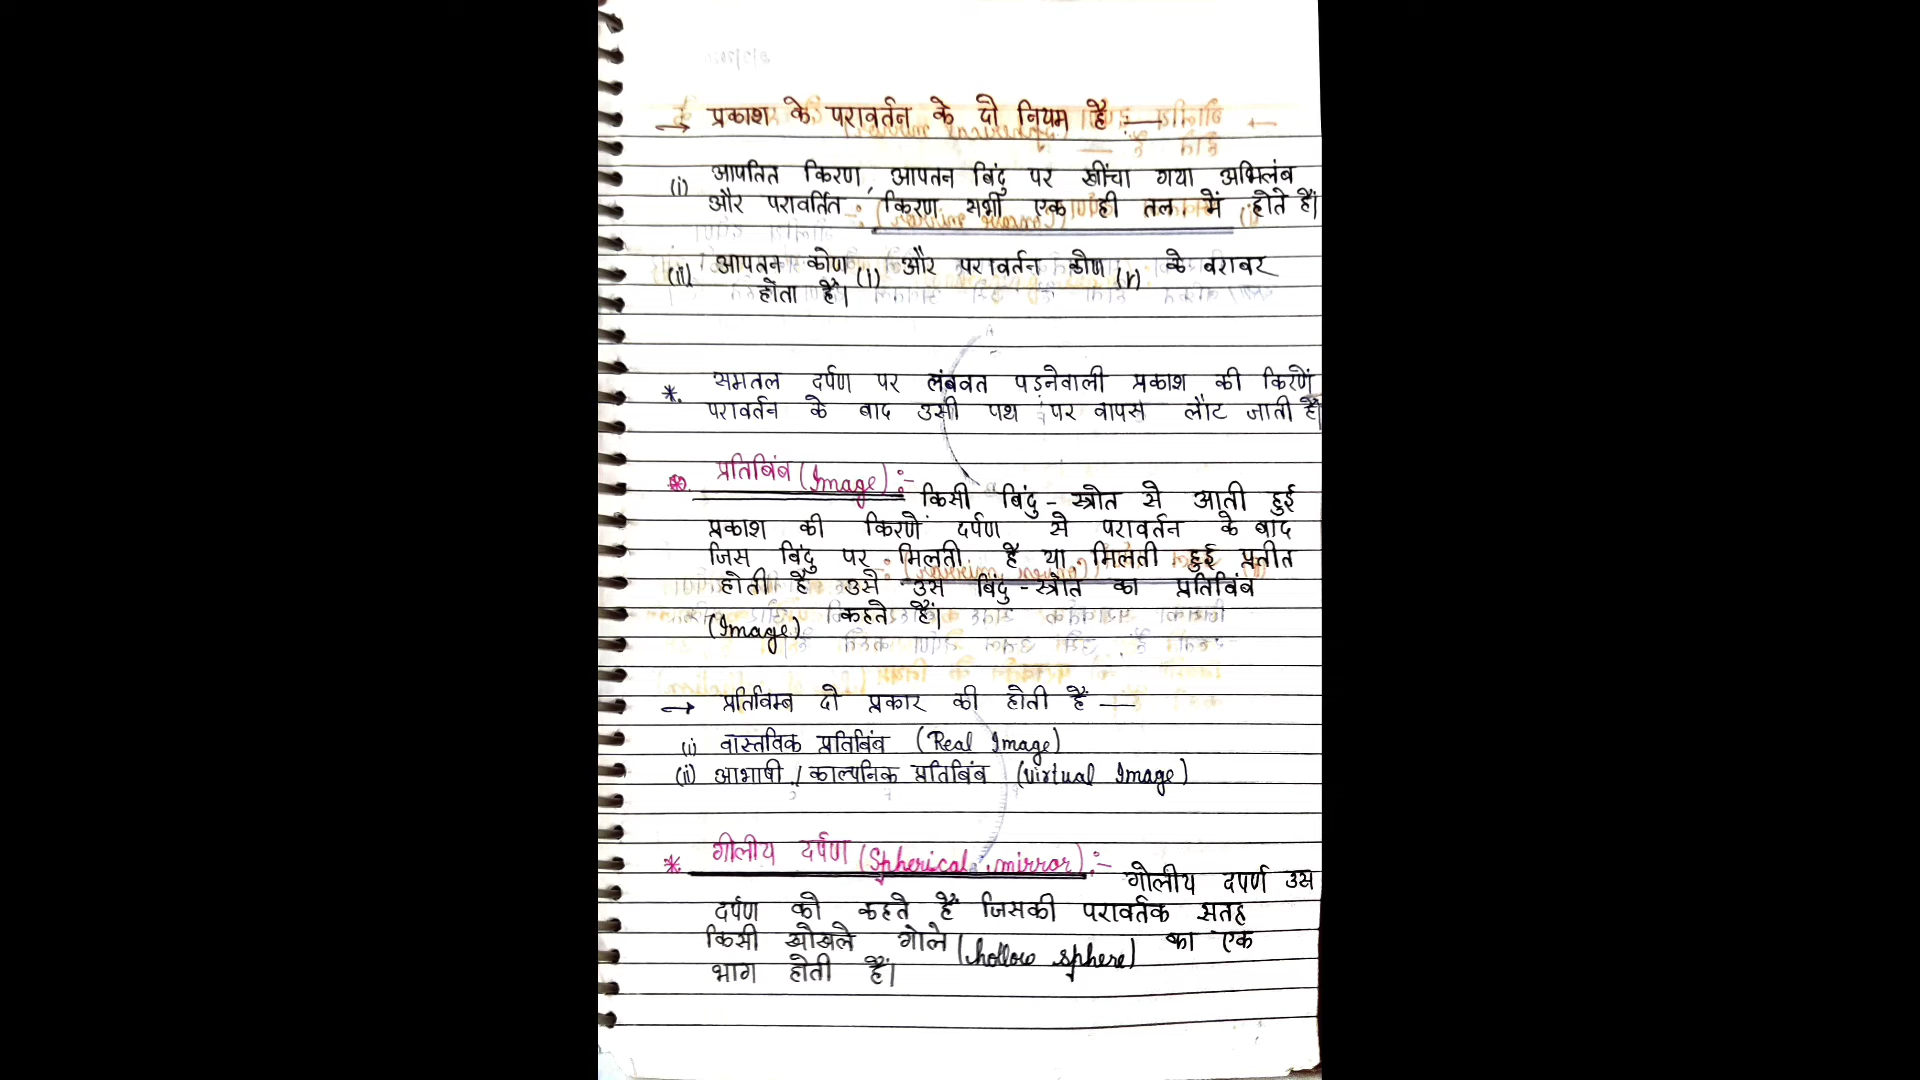 → प्रकाश के परावर्तन के दो नियम है :—
(i) आपतित किरण, आपतन बिंदु पर खींचा गया अभिलंब
और परावर्तित किरण सभी एक ही तल में होते हैं।
(ii) आपतन कोण (i) और परावर्तन कोण (r) के बराबर
होता है।
*. समतल दर्पण पर लंबवत पड़नेवाली प्रकाश की किरणें
परावर्तन के बाद उसी पथ पर वापस लौट जाती है
प्रतिबिंब (Image) :-
किसी बिंदु - स्त्रोत से आती हुई
प्रकाश की किरणें दर्पण से परावर्तन के बाद
जिस बिंदु पर मिलती है या मिलती हुई प्रतीत
होती है उसे उस बिंदु - स्त्रोत का प्रतिबिंब
(Image) कहते हैं।
→ प्रतिविम्ब दो प्रकार की होती है —
(i) वास्तविक प्रतिबिंब (Real Image)
(ii) आभाषी / काल्पनिक प्रतिबिंब (virtual Image)
* गोलीय दर्पण (Spherical mirror) :-
गोलीय दर्पण उस
दर्पण को कहते हैं जिसकी परावर्तक सतह
किसी खोखले गोले (hollow sphere) का एक
भाग होती हैं।